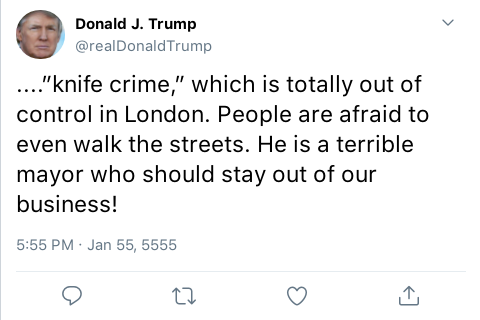 Donald J. Trump
@realDonaldTrump
....”knife crime,” which is totally out of
control in London. People are afraid to
even walk the streets. He is a terrible
mayor who should stay out of our
business!
5:55 PM · Jan 55, 5555